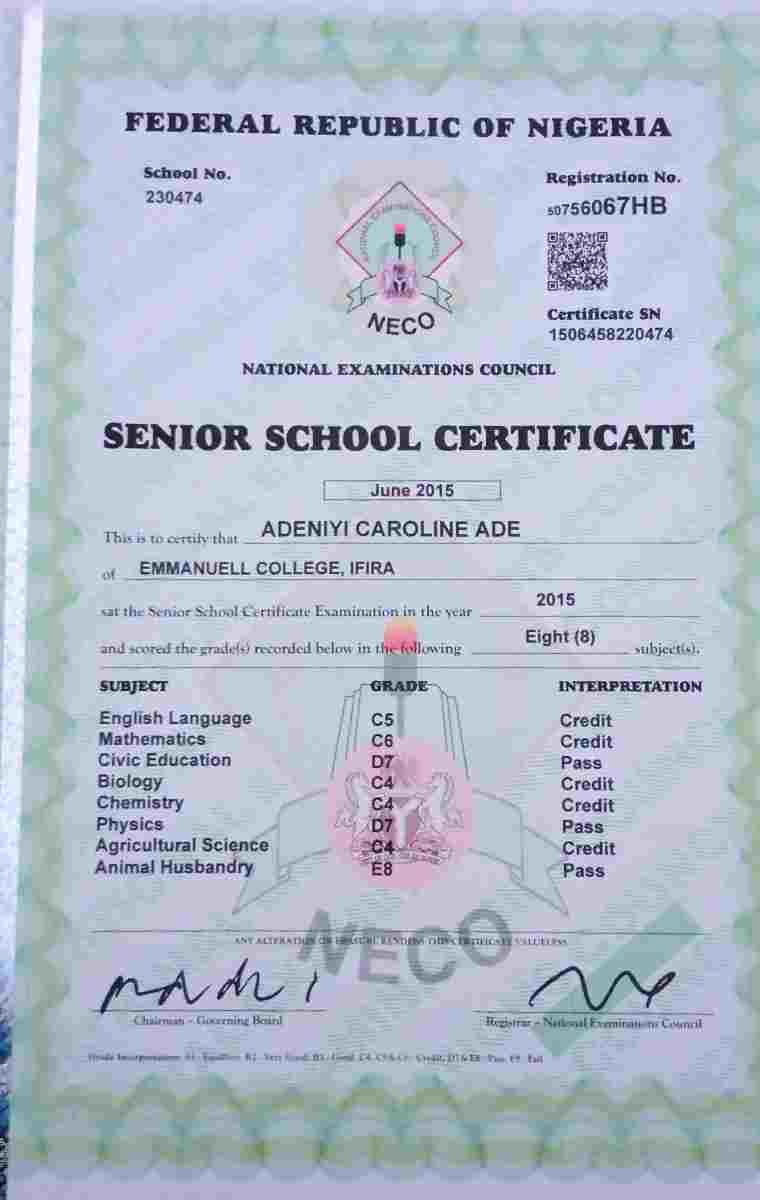 FEDERAL REPUBLIC OF NIGERIA
School No.
230474
Registration No.
50756067HB
NATIONAL EXAMINATIONS COUNCIL
NECO
Certificate SN
1506458220474
NATIONAL EXAMINATIONS COUNCIL
SENIOR SCHOOL CERTIFICATE
June 2015
This is to certify that ADENIYI CAROLINE ADE
of EMMANUELL COLLEGE, IFIRA
sat the Senior School Certificate Examination in the year 2015
and scored the grade(s) recorded below in the following Eight (8) subject(s).
SUBJECT GRADE INTERPRETATION
English Language C5 Credit
Mathematics C6 Credit
Civic Education D7 Pass
Biology C4 Credit
Chemistry C4 Credit
Physics D7 Pass
Agricultural Science C4 Credit
Animal Husbandry E8 Pass
NECO
ANY ALTERATION OR ERASURE RENDERS THIS CERTIFICATE VALUELESS
Chairman - Governing Board
Registrar - National Examinations Council
Grade Interpretation: A1 - Excellent, B2 - Very Good, B3 - Good, C4, C5 & C6 - Credit, D7 & E8 - Pass, F9 - Fail